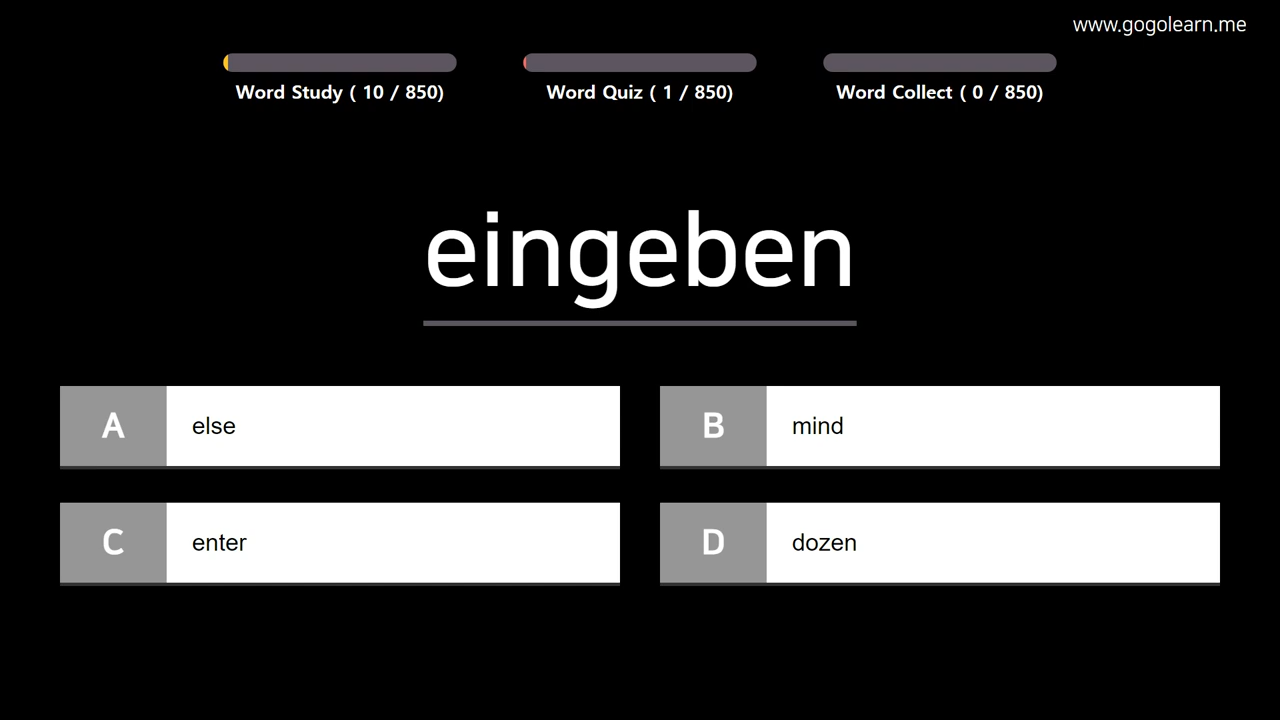 www.gogolearn.me
Word Study ( 10 / 850)
Word Quiz ( 1 / 850)
Word Collect ( 0 / 850)
eingeben
A else
B mind
C enter
D dozen